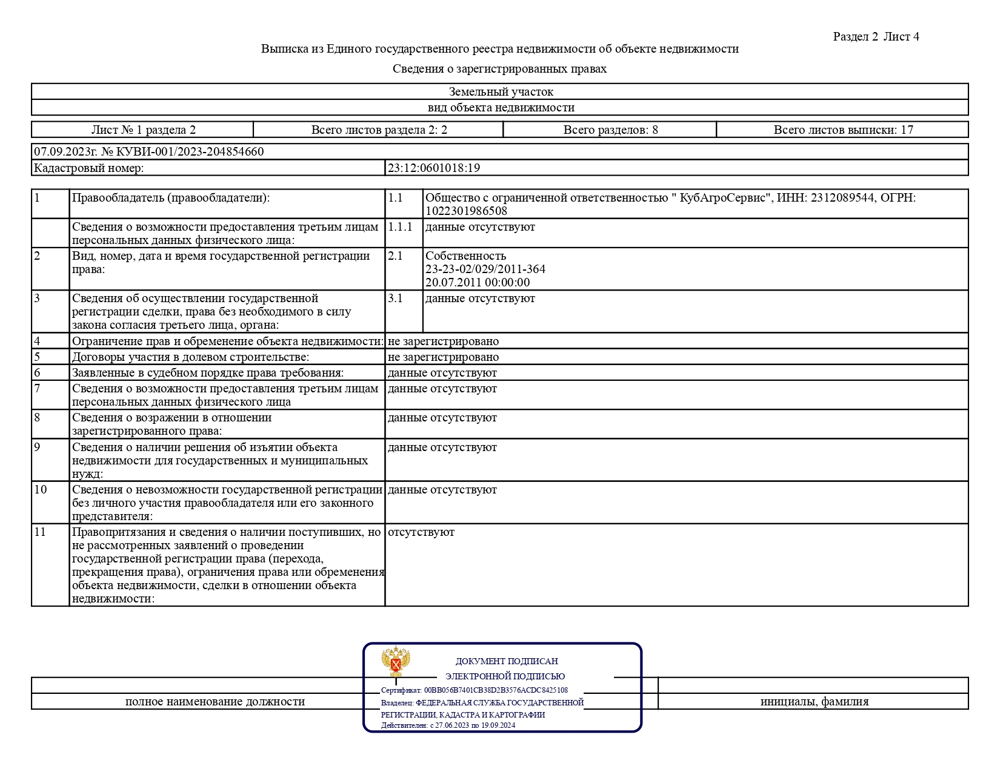 Раздел 2 Лист 4
Выписка из Единого государственного реестра недвижимости об объекте недвижимости
Сведения о зарегистрированных правах
Земельный участок
вид объекта недвижимости
Лист № 1 раздела 2 Всего листов раздела 2: 2 Всего разделов: 8 Всего листов выписки: 17
07.09.2023г. № КУВИ-001/2023-204854660
Кадастровый номер: 23:12:0601018:19
1 Правообладатель (правообладатели): 1.1 Общество с ограниченной ответственностью " КубАгроСервис", ИНН: 2312089544, ОГРН:
1022301986508
Сведения о возможности предоставления третьим лицам 1.1.1 данные отсутствуют
персональных данных физического лица:
2 Вид, номер, дата и время государственной регистрации 2.1 Собственность
права: 23-23-02/029/2011-364
20.07.2011 00:00:00
3 Сведения об осуществлении государственной 3.1 данные отсутствуют
регистрации сделки, права без необходимого в силу
закона согласия третьего лица, органа:
4 Ограничение прав и обременение объекта недвижимости: не зарегистрировано
5 Договоры участия в долевом строительстве: не зарегистрировано
6 Заявленные в судебном порядке права требования: данные отсутствуют
7 Сведения о возможности предоставления третьим лицам данные отсутствуют
персональных данных физического лица
8 Сведения о возражении в отношении данные отсутствуют
зарегистрированного права:
9 Сведения о наличии решения об изъятии объекта данные отсутствуют
недвижимости для государственных и муниципальных
нужд:
10 Сведения о невозможности государственной регистрации данные отсутствуют
без личного участия правообладателя или его законного
представителя:
11 Правопритязания и сведения о наличии поступивших, но отсутствуют
не рассмотренных заявлений о проведении
государственной регистрации права (перехода,
прекращения права), ограничения права или обременения
объекта недвижимости, сделки в отношении объекта
недвижимости:
ДОКУМЕНТ ПОДПИСАН
ЭЛЕКТРОННОЙ ПОДПИСЬЮ
Сертификат: 00BB056B7401CB38D2B3576ACDC8425108
Владелец: ФЕДЕРАЛЬНАЯ СЛУЖБА ГОСУДАРСТВЕННОЙ
РЕГИСТРАЦИИ, КАДАСТРА И КАРТОГРАФИИ
Действителен: с 27.06.2023 по 19.09.2024
полное наименование должности инициалы, фамилия